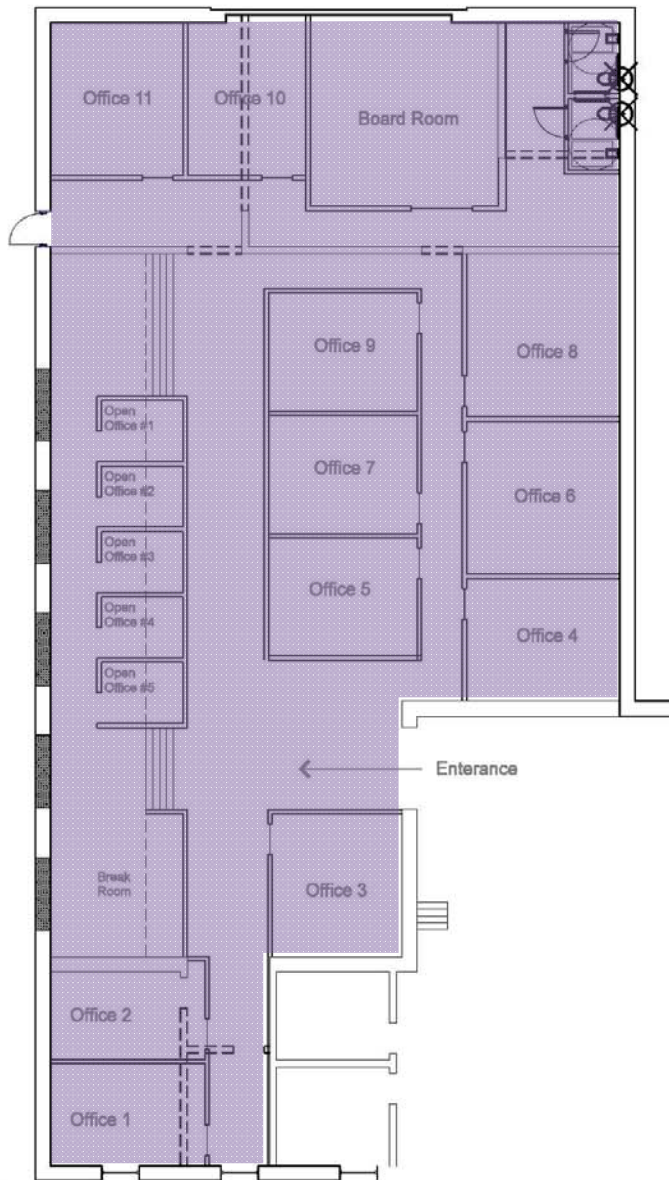 Office 11
Office 10
Board Room
Office 9
Office 8
Open
Office #1
Office 7
Office 6
Open
Office #2
Open
Office #3
Office 5
Open
Office #4
Office 4
Open
Office #5
Enterance
Break
Room
Office 3
Office 2
Office 1